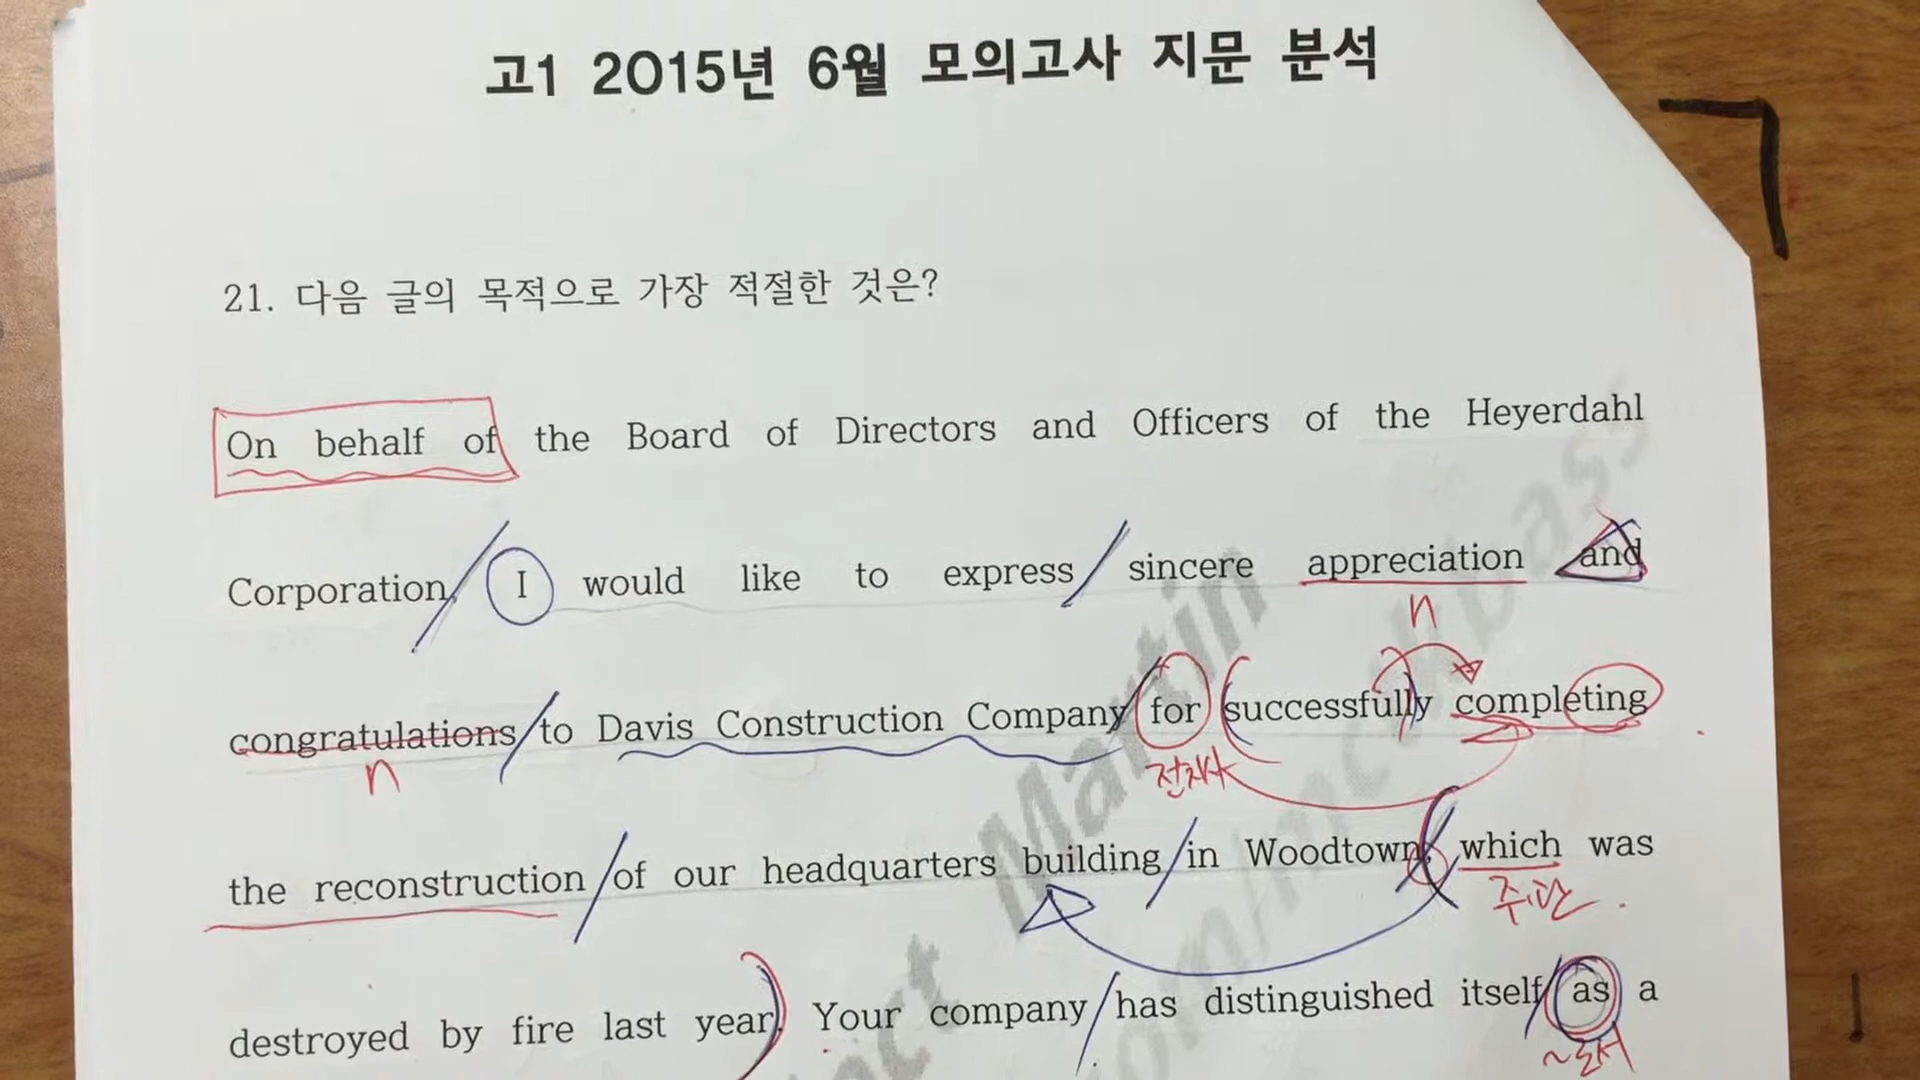 고1 2015년 6월 모의고사 지문 분석
21. 다음 글의 목적으로 가장 적절한 것은?
On behalf of the Board of Directors and Officers of the Heyerdahl
Corporation, I would like to express sincere appreciation and
n
congratulations to Davis Construction Company for successfully completing
n 전치사
the reconstruction of our headquarters building in Woodtown, which was
주관
destroyed by fire last year. Your company has distinguished itself as a
~로서
Martin